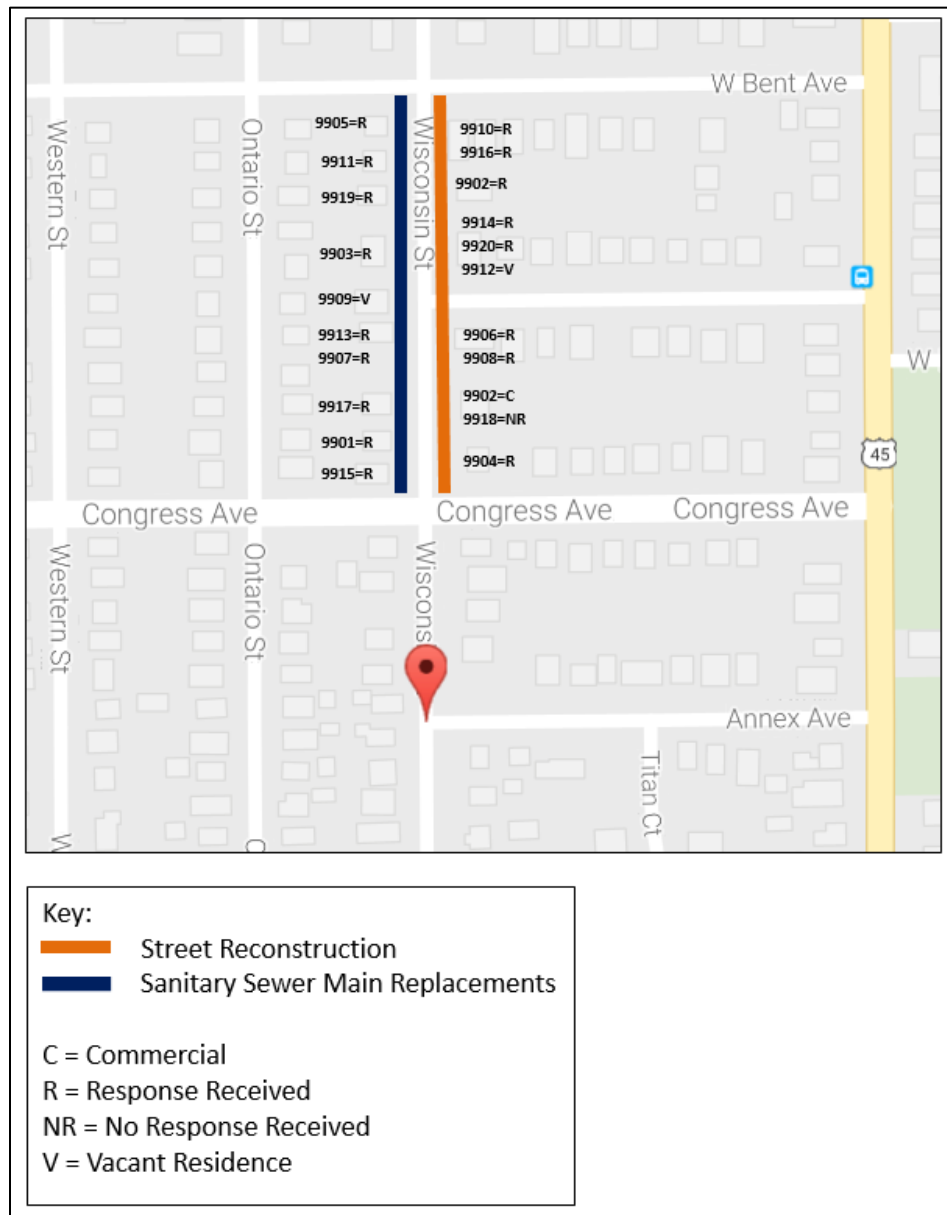 W Bent Ave
Western St
Ontario St
Wisconsin St
9905=R
9910=R
9916=R
9911=R
9902=R
9919=R
9914=R
9920=R
9903=R
9912=V
9909=V
9913=R
9906=R
9907=R
9908=R
W
9902=C
9917=R
9918=NR
9901=R
9904=R
45
9915=R
Congress Ave
Congress Ave
Congress Ave
Western St
Ontario St
Wiscons
Annex Ave
Titan Ct
W
C
Key:
Street Reconstruction
Sanitary Sewer Main Replacements
C = Commercial
R = Response Received
NR = No Response Received
V = Vacant Residence